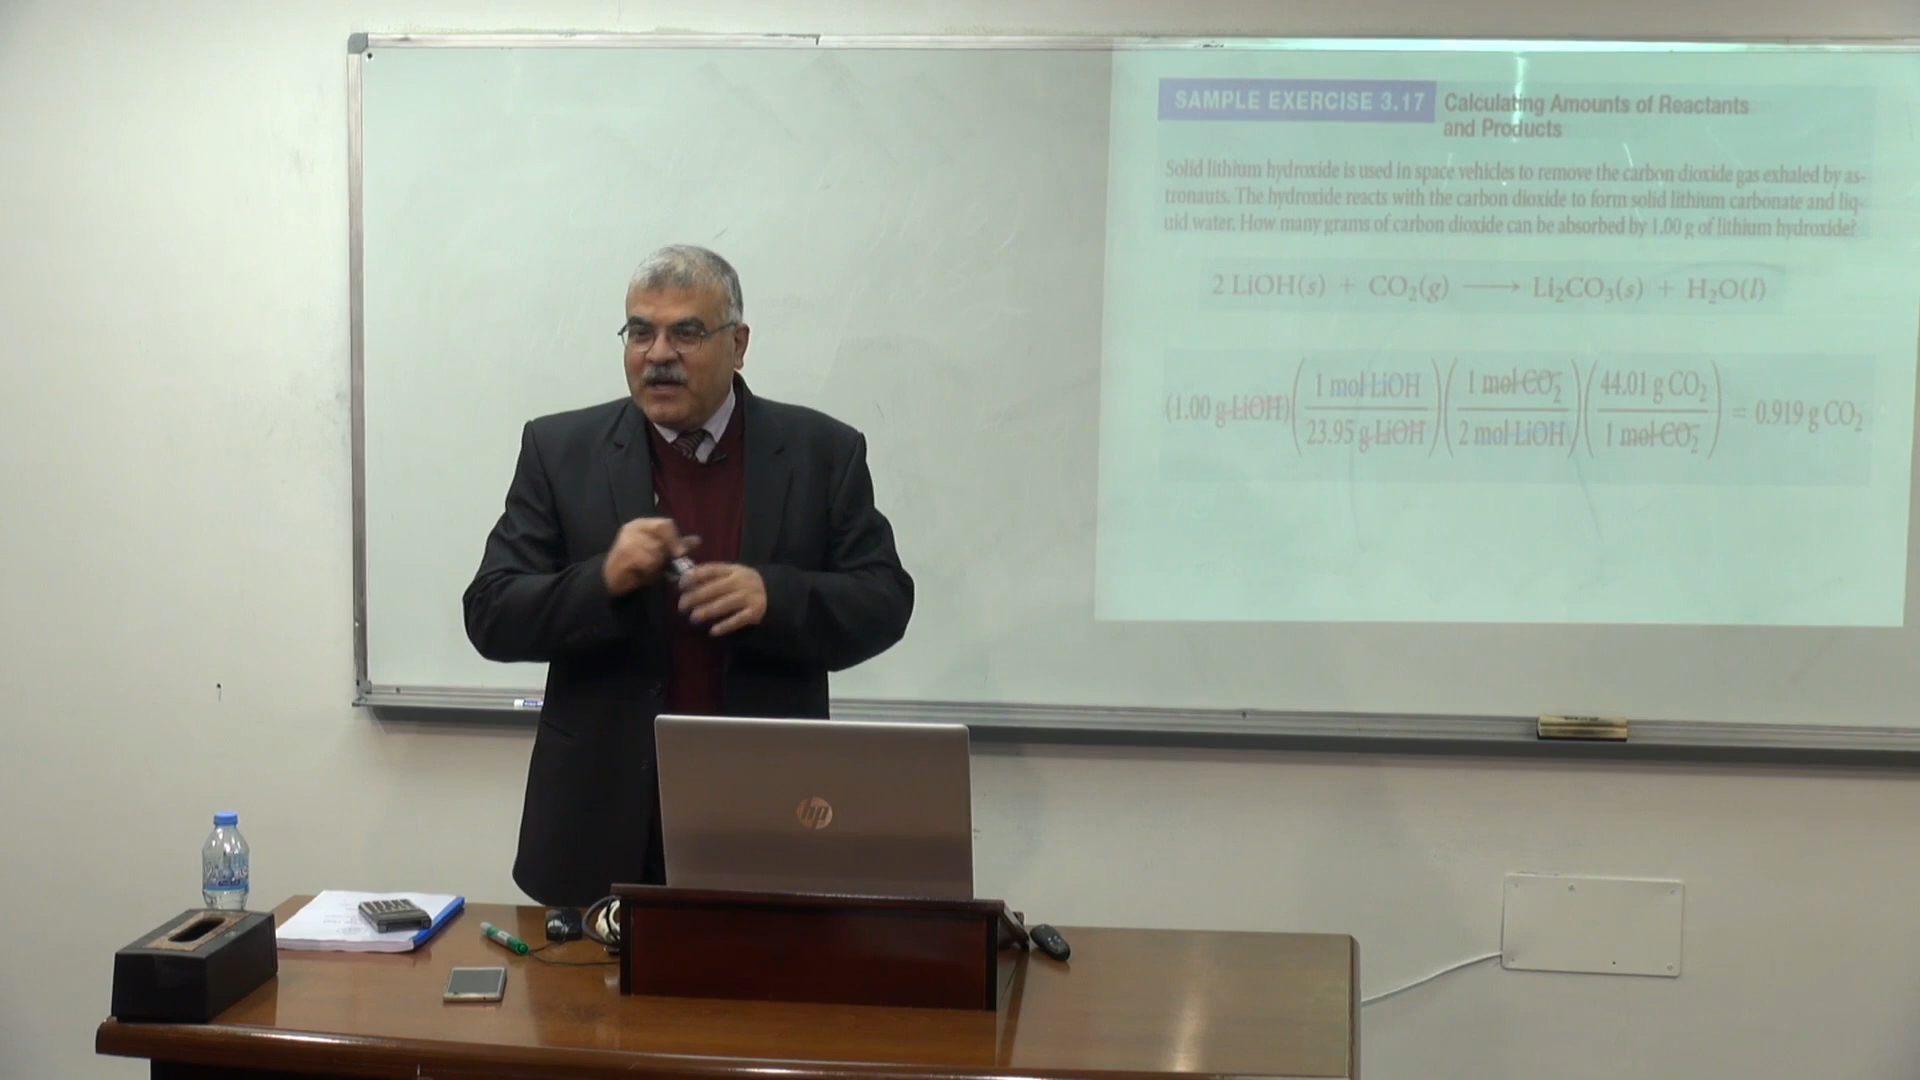 SAMPLE EXERCISE 3.17 Calculating Amounts of Reactants
and Products
Solid lithium hydroxide is used in space vehicles to remove the carbon dioxide gas exhaled by as-
tronauts. The hydroxide reacts with the carbon dioxide to form solid lithium carbonate and liq-
uid water. How many grams of carbon dioxide can be absorbed by 1.00 g of lithium hydroxide?
2 LiOH(s) + CO₂(g) ⟶ Li₂CO₃(s) + H₂O(l)
(1.00 g LiOH) (1 mol LiOH / 23.95 g LiOH) (1 mol CO₂ / 2 mol LiOH) (44.01 g CO₂ / 1 mol CO₂) = 0.919 g CO₂
hp